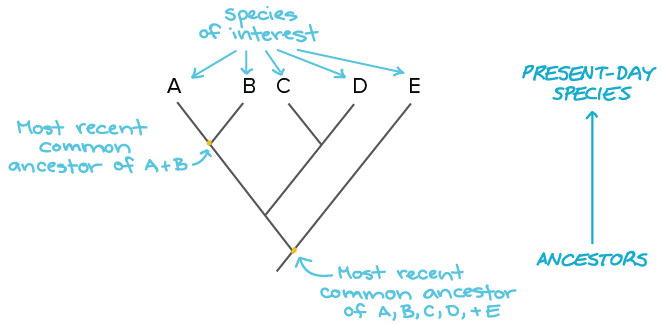 Species
of interest
A B C D E
PRESENT-DAY
SPECIES
Most recent
common
ancestor of A+B
ANCESTORS
Most recent
common ancestor
of A, B, C, D, + E